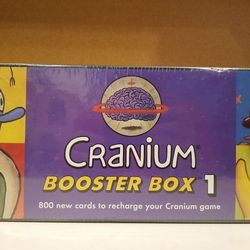 CRANIUM®
BOOSTER BOX 1
800 new cards to recharge your Cranium game